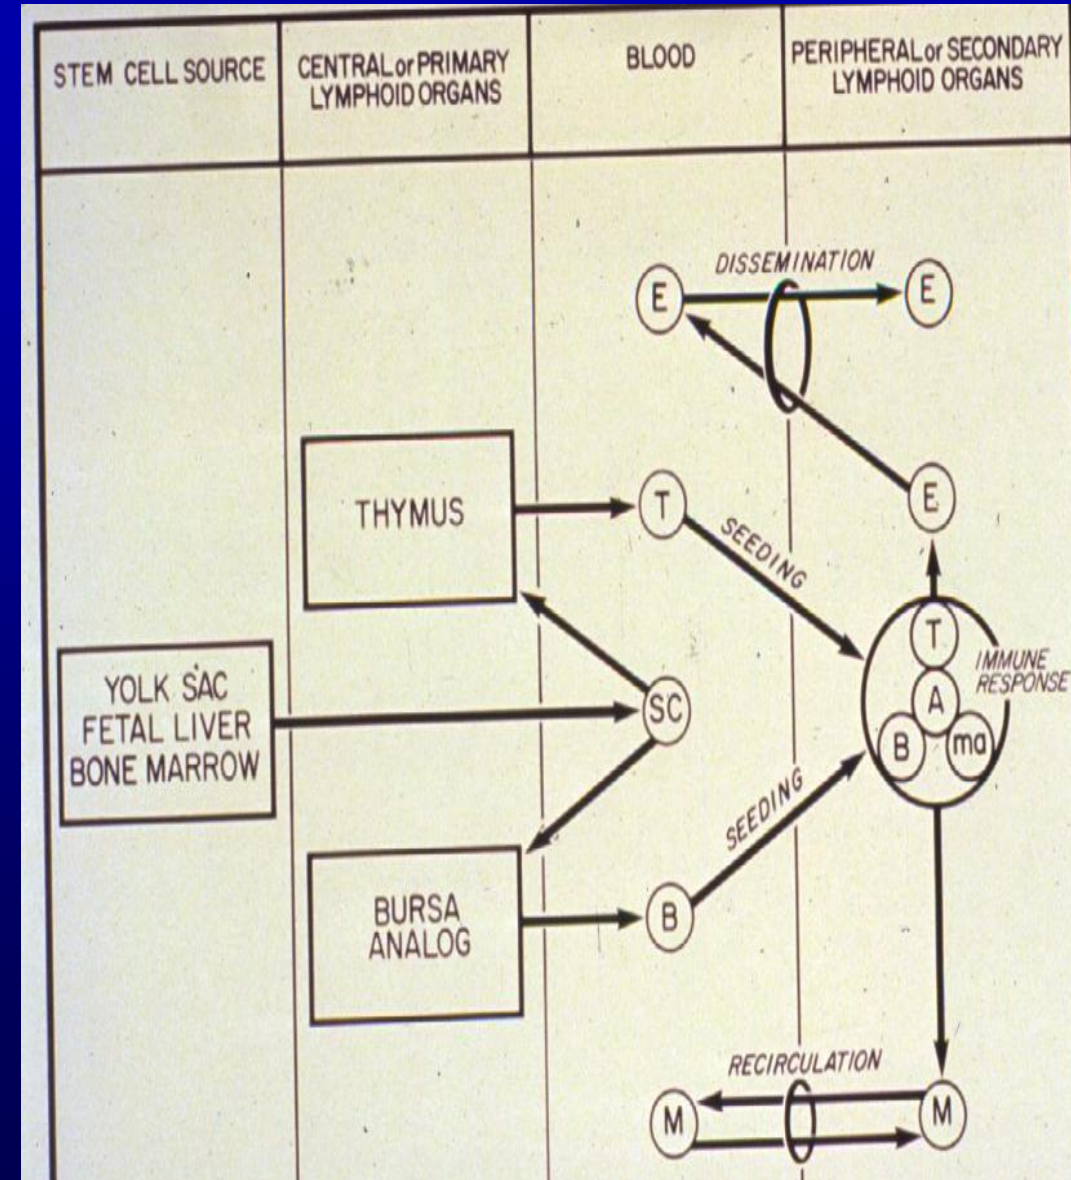 STEM CELL SOURCE
CENTRAL or PRIMARY
LYMPHOID ORGANS
BLOOD
PERIPHERAL or SECONDARY
LYMPHOID ORGANS
DISSEMINATION
E
E
THYMUS
T
SEEDING
E
YOLK SAC
FETAL LIVER
BONE MARROW
SC
T
A
B
ma
IMMUNE
RESPONSE
SEEDING
BURSA
ANALOG
B
RECIRCULATION
M
M